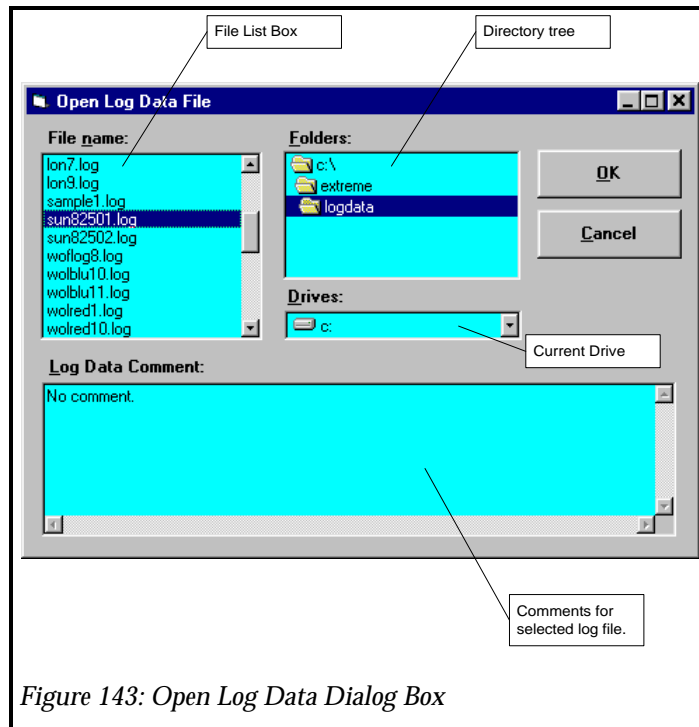 File List Box
Directory tree
Open Log Data File
File name:
Folders:
lon7.log
lon9.log
sample1.log
sun82501.log
sun82502.log
woflog8.log
wolblu10.log
wolblu11.log
wolred1.log
wolred10.log
c:\
extreme
logdata
OK
Cancel
Drives:
c:
Current Drive
Log Data Comment:
No comment.
Comments for
selected log file.
Figure 143: Open Log Data Dialog Box